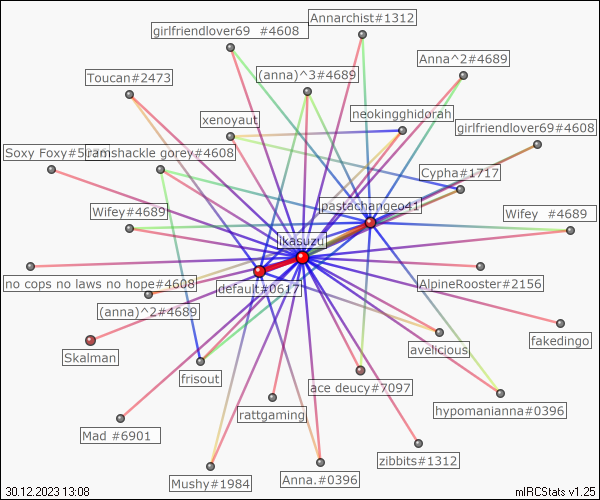 Annarchist#1312
girlfriendlover69 #4608
Anna^2#4689
Toucan#2473
(anna)^3#4689
neokingghidorah
xenoyaut
girlfriendlover69#4608
Soxy Foxy#5
ramshackle gorey#4608
Cypha#1717
pastachangeo41
Wifey#4689
Wifey #4689
ikasuzu
no cops no laws no hope#4608
default#0617
AlpineRooster#2156
(anna)^2#4689
fakedingo
Skalman
avelicious
frisout
ace deucy#7097
rattgaming
hypomanianna#0396
Mad #6901
zibbits#1312
Mushy#1984
Anna.#0396
30.12.2023 13:08
mIRCStats v1.25